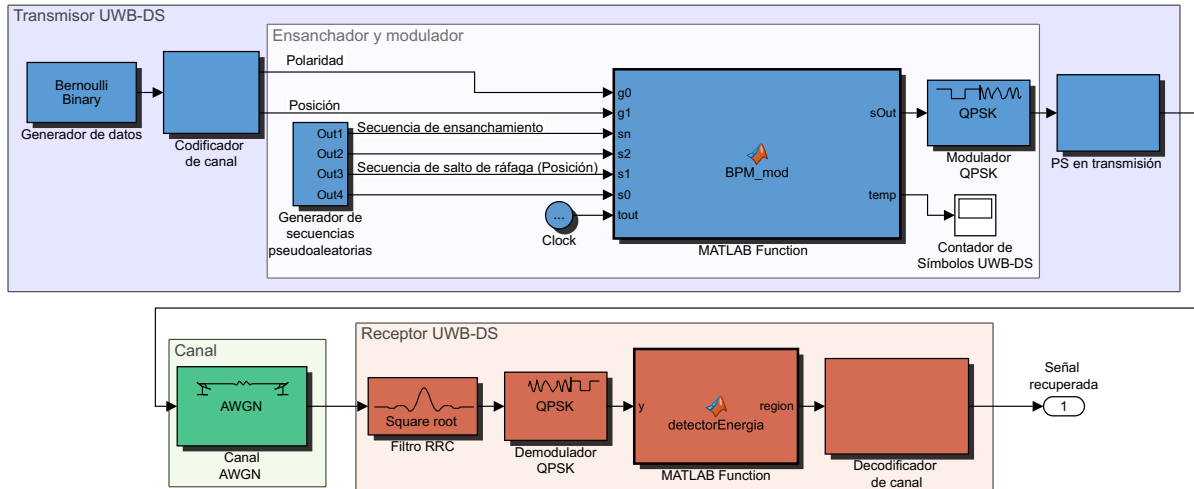 Transmisor UWB-DS
Ensanchador y modulador
Bernoulli
Binary
Generador de datos
Codificador
de canal
Polaridad
Posición
Out1
Out2
Out3
Out4
Generador de
secuencias
pseudoaleatorias
Secuencia de ensanchamiento
Secuencia de salto de ráfaga (Posición)
...
Clock
g0
g1
sn
s2
s1
s0
tout
BPM_mod
sOut
temp
MATLAB Function
QPSK
Modulador
QPSK
Contador de
Símbolos UWB-DS
PS en transmisión
Canal
AWGN
Canal
AWGN
Receptor UWB-DS
Square root
Filtro RRC
QPSK
Demodulador
QPSK
y
region
detectorEnergia
MATLAB Function
Decodificador
de canal
Señal
recuperada
1